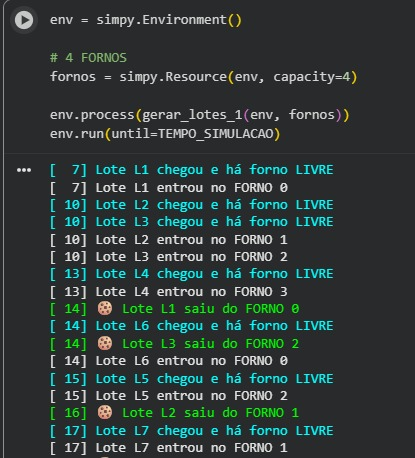 env = simpy.Environment()
# 4 FORNOS
fornos = simpy.Resource(env, capacity=4)
env.process(gerar_lotes_1(env, fornos))
env.run(until=TEMPO_SIMULACAO)
[  7] Lote L1 chegou e há forno LIVRE
[  7] Lote L1 entrou no FORNO 0
[ 10] Lote L2 chegou e há forno LIVRE
[ 10] Lote L3 chegou e há forno LIVRE
[ 10] Lote L2 entrou no FORNO 1
[ 10] Lote L3 entrou no FORNO 2
[ 13] Lote L4 chegou e há forno LIVRE
[ 13] Lote L4 entrou no FORNO 3
[ 14] 🍪 Lote L1 saiu do FORNO 0
[ 14] Lote L6 chegou e há forno LIVRE
[ 14] 🍪 Lote L3 saiu do FORNO 2
[ 14] Lote L6 entrou no FORNO 0
[ 15] Lote L5 chegou e há forno LIVRE
[ 15] Lote L5 entrou no FORNO 2
[ 16] 🍪 Lote L2 saiu do FORNO 1
[ 17] Lote L7 chegou e há forno LIVRE
[ 17] Lote L7 entrou no FORNO 1